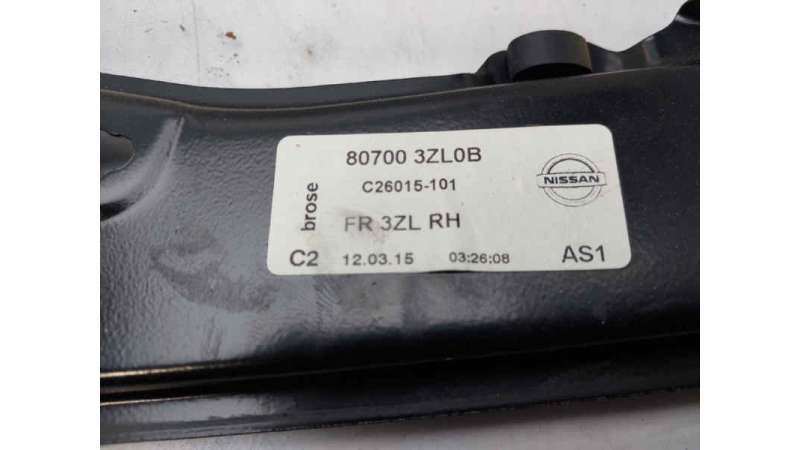 80700 3ZL0B
C26015-101
NISSAN
brose
FR 3ZL RH
C2 12.03.15 03:26:08 AS1